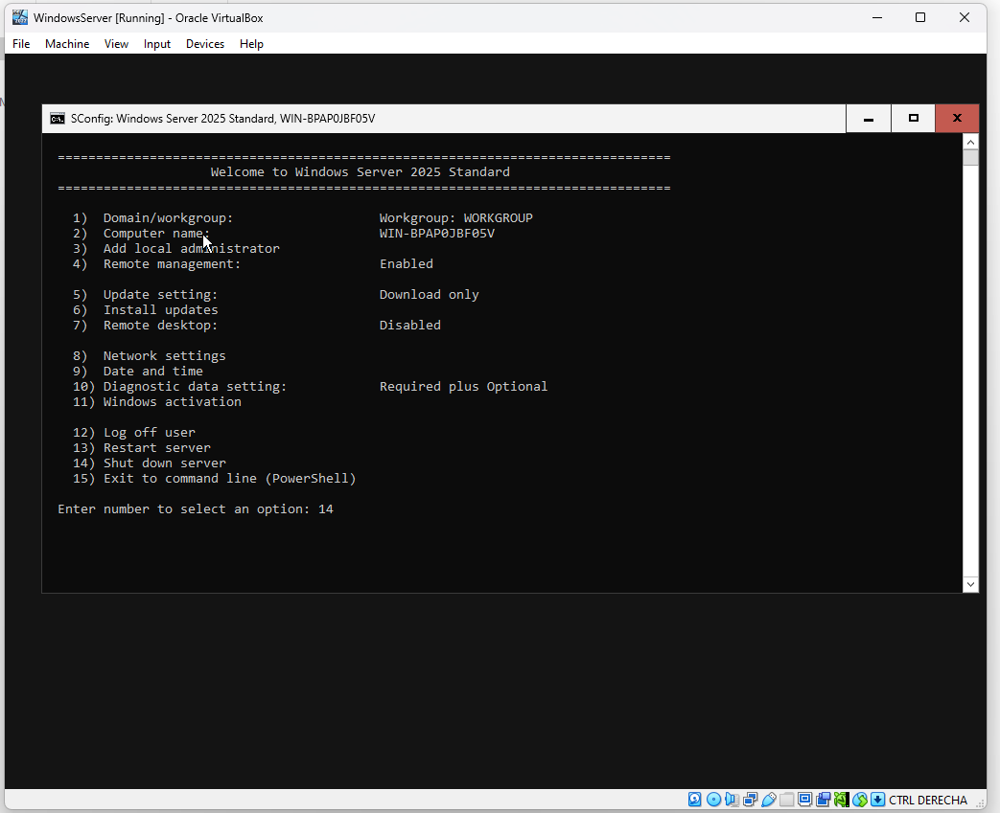 WindowsServer [Running] - Oracle VirtualBox
File Machine View Input Devices Help
SConfig: Windows Server 2025 Standard, WIN-BPAP0JBF05V
================================================================================
Welcome to Windows Server 2025 Standard
================================================================================
1) Domain/workgroup: Workgroup: WORKGROUP
2) Computer name: WIN-BPAP0JBF05V
3) Add local administrator
4) Remote management: Enabled
5) Update setting: Download only
6) Install updates
7) Remote desktop: Disabled
8) Network settings
9) Date and time
10) Diagnostic data setting: Required plus Optional
11) Windows activation
12) Log off user
13) Restart server
14) Shut down server
15) Exit to command line (PowerShell)
Enter number to select an option: 14
CTRL DERECHA